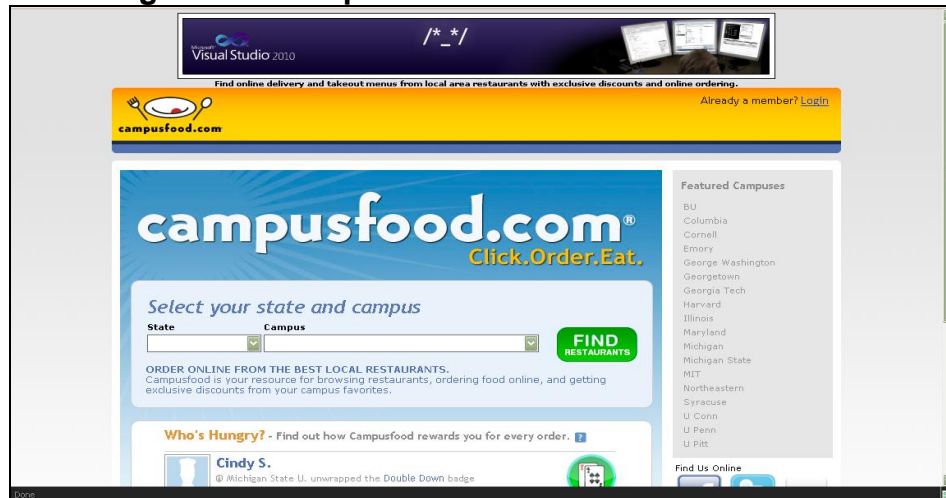 Microsoft
Visual Studio 2010
/*_*/
Find online delivery and takeout menus from local area restaurants with exclusive discounts and online ordering.
campusfood.com
Already a member? Login
campusfood.com®
Click.Order.Eat.
Select your state and campus
State Campus
FIND
RESTAURANTS
ORDER ONLINE FROM THE BEST LOCAL RESTAURANTS.
Campusfood is your resource for browsing restaurants, ordering food online, and getting
exclusive discounts from your campus favorites.
Who's Hungry? - Find out how Campusfood rewards you for every order. ?
Cindy S.
@ Michigan State U. unwrapped the Double Down badge
Featured Campuses
BU
Columbia
Cornell
Emory
George Washington
Georgetown
Georgia Tech
Harvard
Illinois
Maryland
Michigan
Michigan State
MIT
Northeastern
Syracuse
U Conn
U Penn
U Pitt
Find Us Online
Done